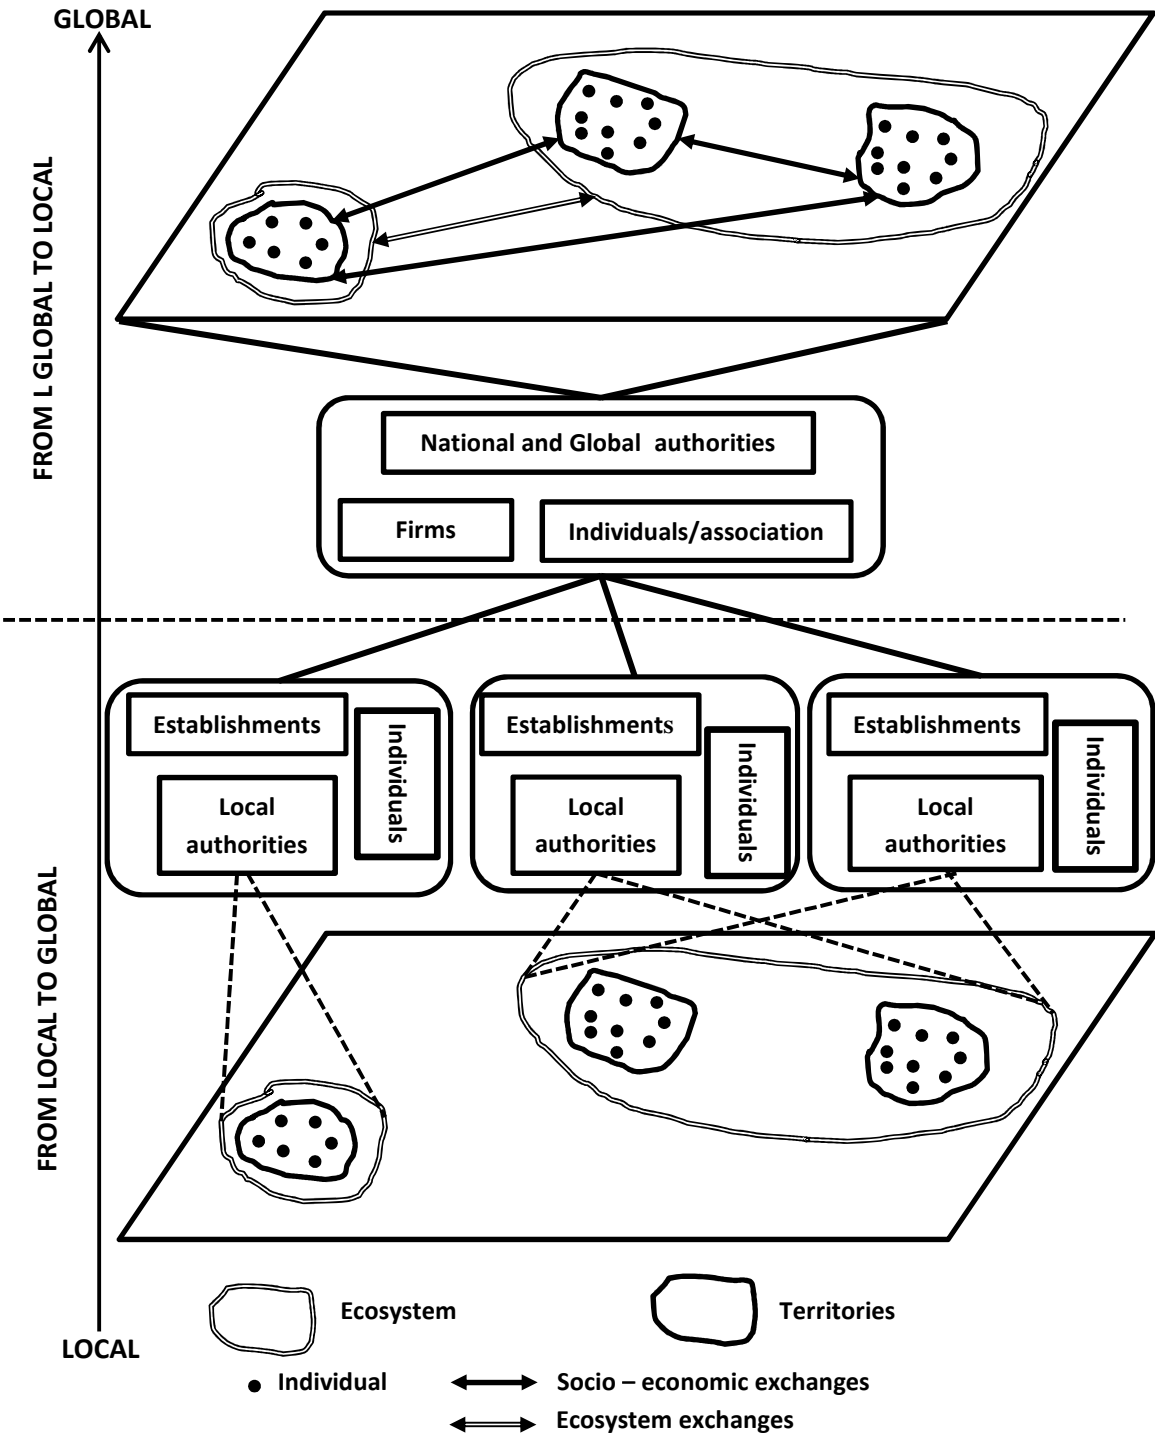 GLOBAL
FROM L GLOBAL TO LOCAL
National and Global authorities
Firms
Individuals/association
Establishments
Individuals
Local
authorities
Establishments
Individuals
Local
authorities
Establishments
Individuals
Local
authorities
FROM LOCAL TO GLOBAL
Ecosystem
Territories
LOCAL
Individual
Socio – economic exchanges
Ecosystem exchanges